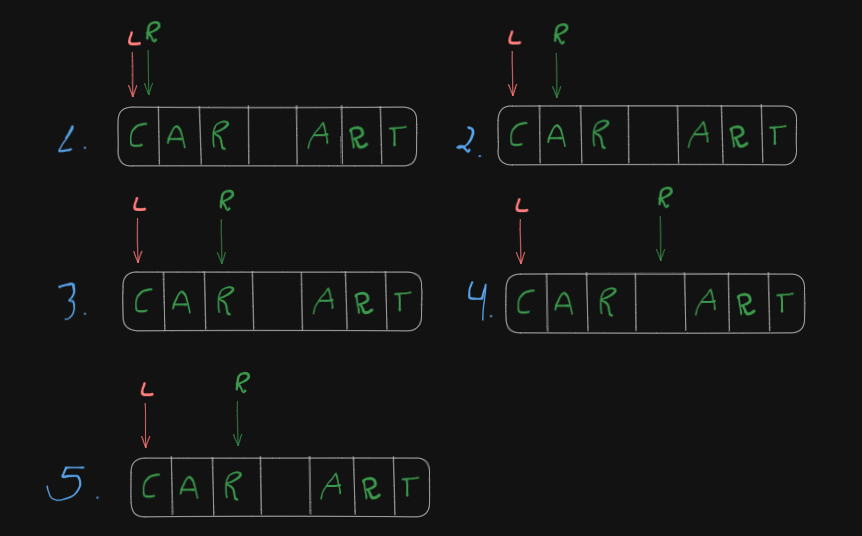 L R
1. C A R A R T
L R
2. C A R A R T
L R
3. C A R A R T
L R
4. C A R A R T
L R
5. C A R A R T